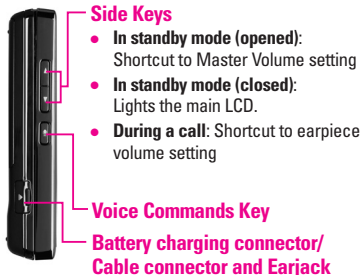 Side Keys
● In standby mode (opened):
Shortcut to Master Volume setting
● In standby mode (closed):
Lights the main LCD.
● During a call: Shortcut to earpiece
volume setting
Voice Commands Key
Battery charging connector/
Cable connector and Earjack